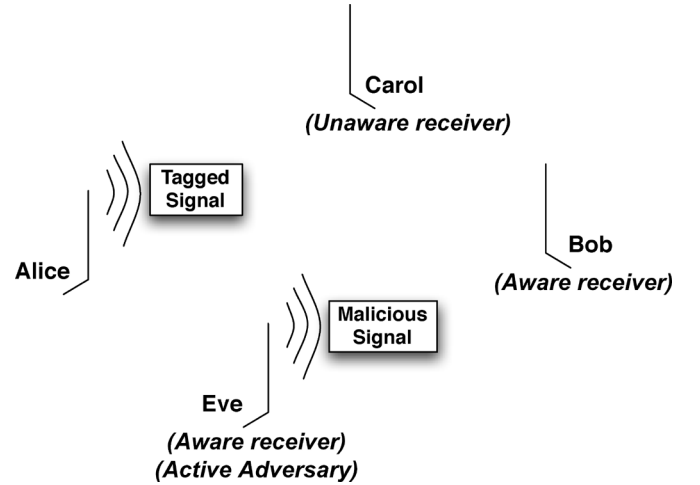 Carol
(Unaware receiver)
Tagged
Signal
Alice
Bob
(Aware receiver)
Malicious
Signal
Eve
(Aware receiver)
(Active Adversary)